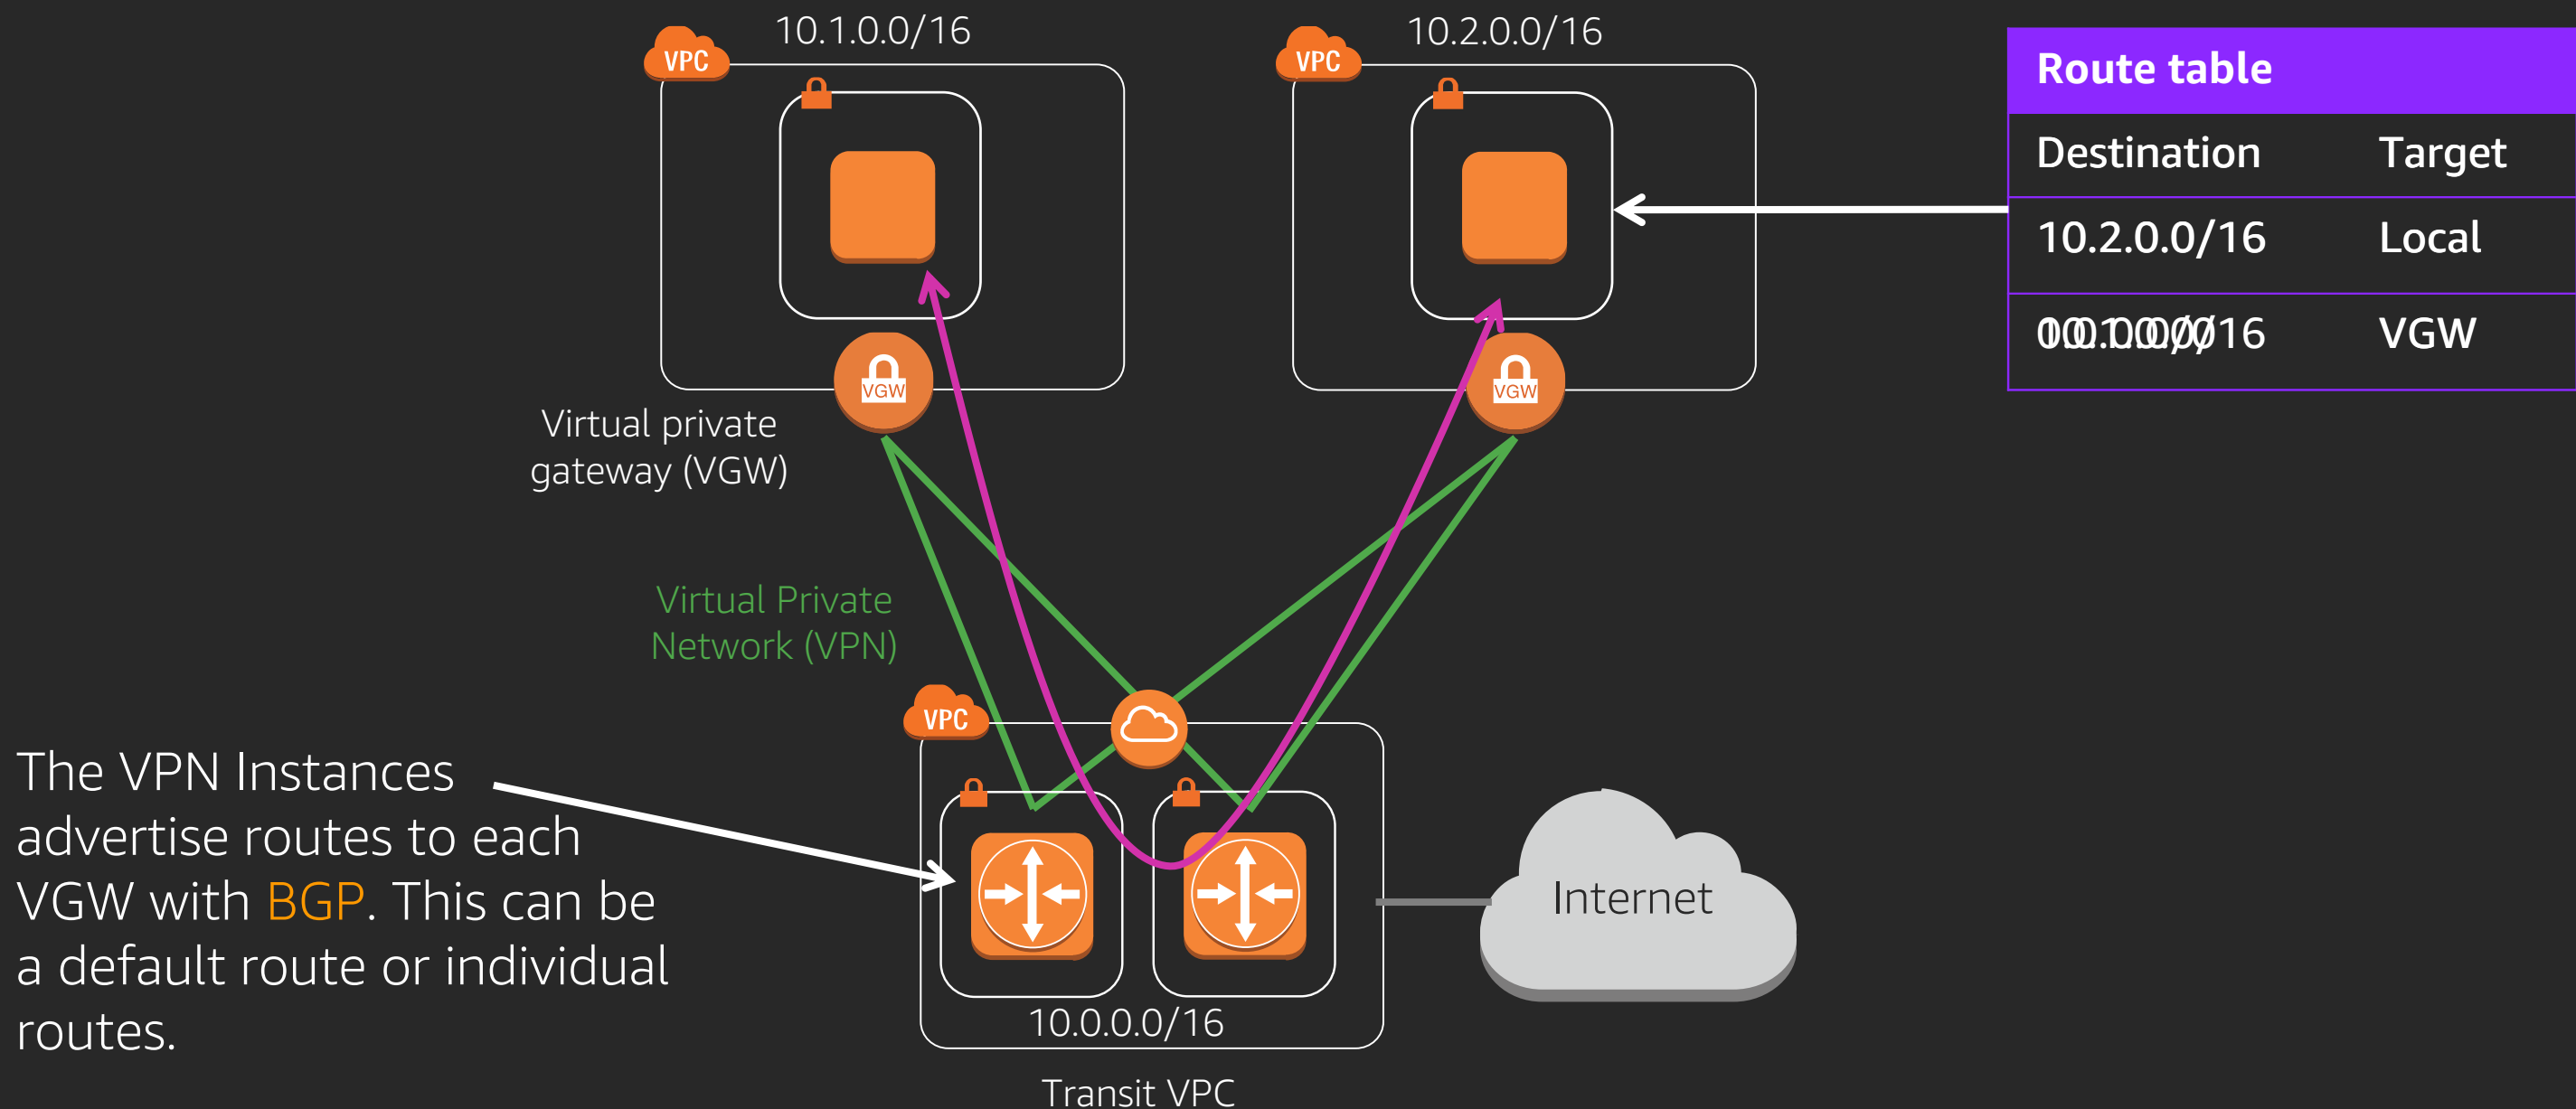 10.1.0.0/16
10.2.0.0/16
VPC
VPC
Route table
Destination Target
10.2.0.0/16 Local
VGW
VGW
VGW
Virtual private
gateway (VGW)
Virtual Private
Network (VPN)
VPC
The VPN Instances
advertise routes to each
VGW with BGP. This can be
a default route or individual
routes.
Internet
10.0.0.0/16
Transit VPC